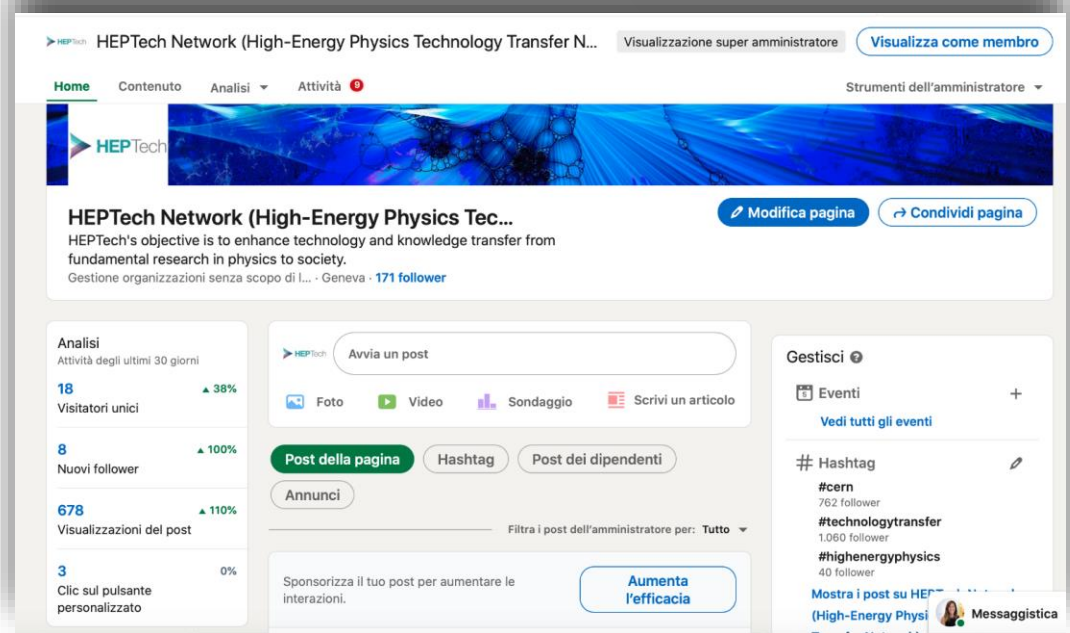 HEPTech HEPTech Network (High-Energy Physics Technology Transfer N... Visualizzazione super amministratore Visualizza come membro
Home Contenuto Analisi Attività 9 Strumenti dell'amministratore
HEPTech
HEPTech Network (High-Energy Physics Tec...
Modifica pagina Condividi pagina
HEPTech's objective is to enhance technology and knowledge transfer from
fundamental research in physics to society.
Gestione organizzazioni senza scopo di l... · Geneva · 171 follower
Analisi
Attività degli ultimi 30 giorni
18 ▲ 38%
Visitatori unici
8 ▲ 100%
Nuovi follower
678 ▲ 110%
Visualizzazioni del post
3 0%
Clic sul pulsante
personalizzato
HEPTech Avvia un post
Foto Video Sondaggio Scrivi un articolo
Post della pagina Hashtag Post dei dipendenti
Annunci
Filtra i post dell'amministratore per: Tutto
Sponsorizza il tuo post per aumentare le
interazioni.
Aumenta
l'efficacia
Gestisci ?
Eventi +
Vedi tutti gli eventi
# Hashtag
#cern
762 follower
#technologytransfer
1.060 follower
#highenergyphysics
40 follower
Mostra i post su
(High-Energy
Messaggistica